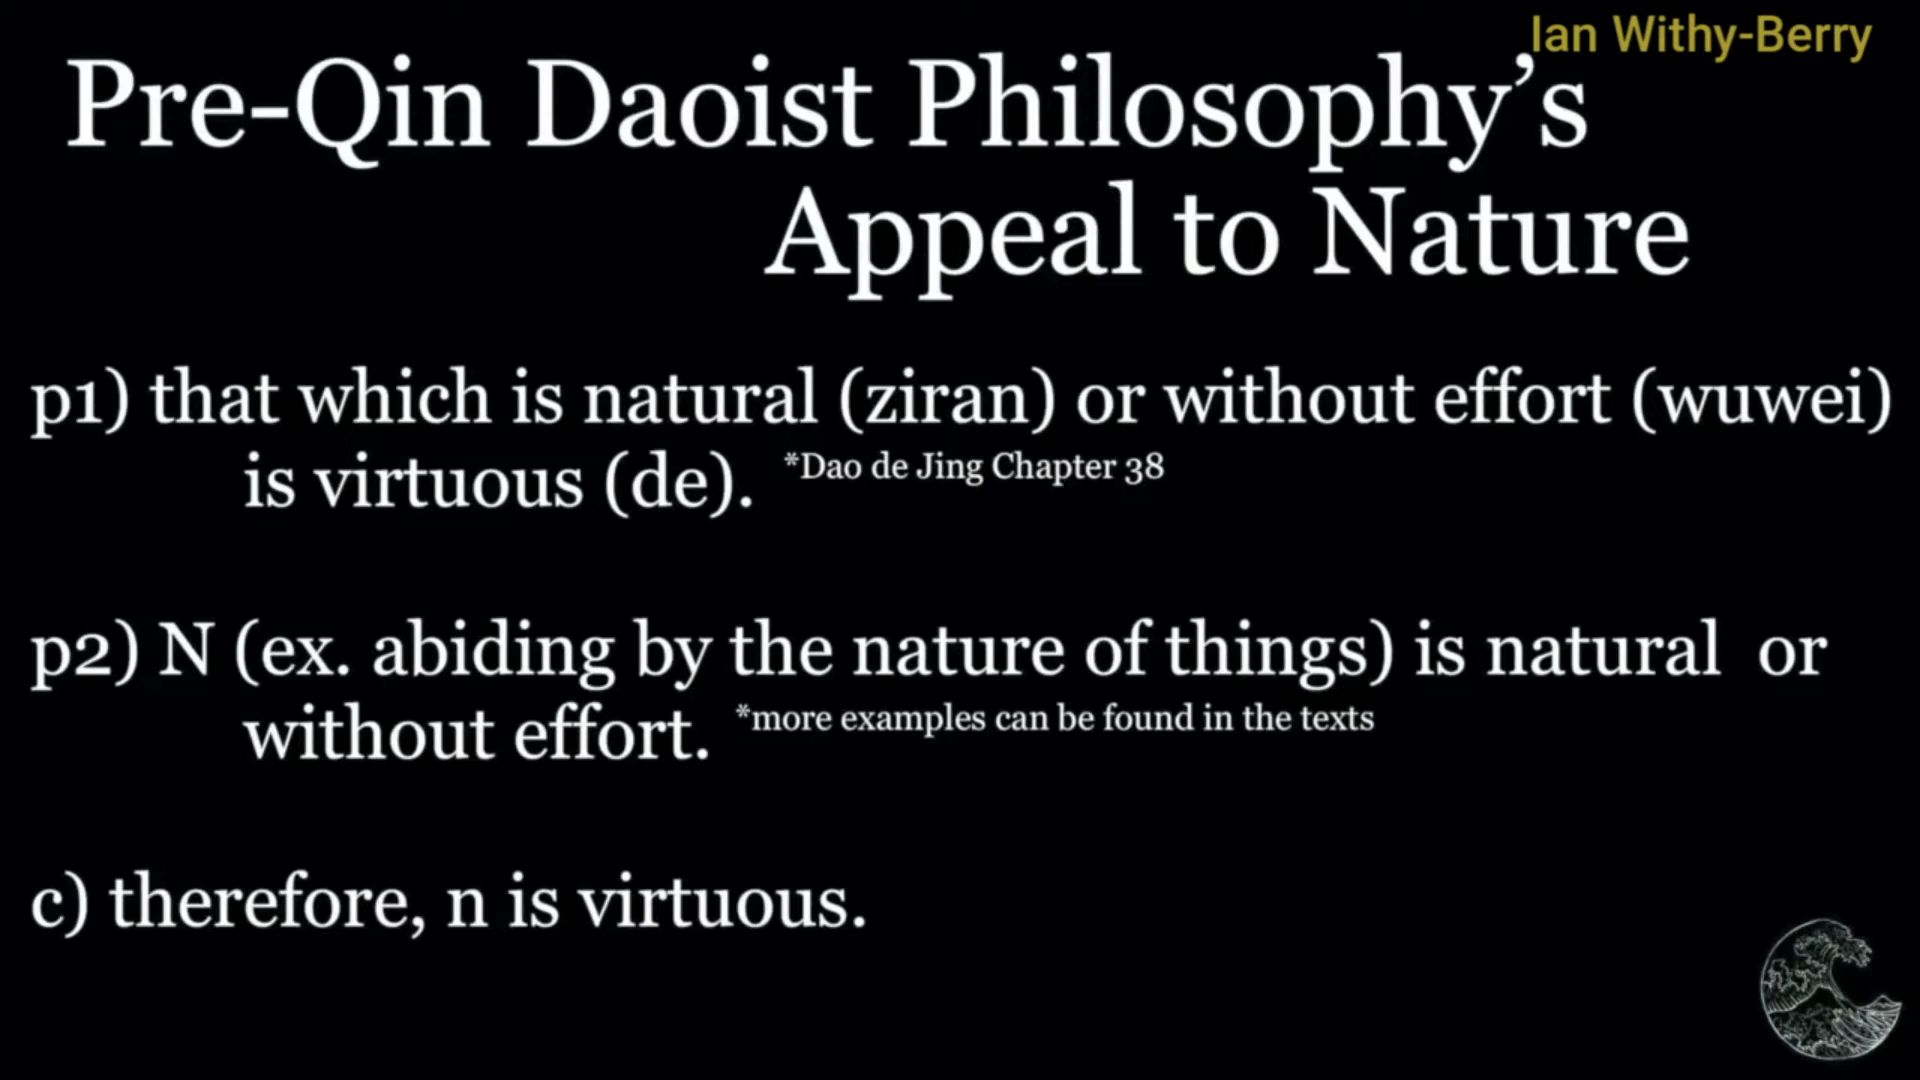 Ian Withy-Berry
Pre-Qin Daoist Philosophy’s
Appeal to Nature
p1) that which is natural (ziran) or without effort (wuwei)
is virtuous (de). *Dao de Jing Chapter 38
p2) N (ex. abiding by the nature of things) is natural or
without effort. *more examples can be found in the texts
c) therefore, n is virtuous.